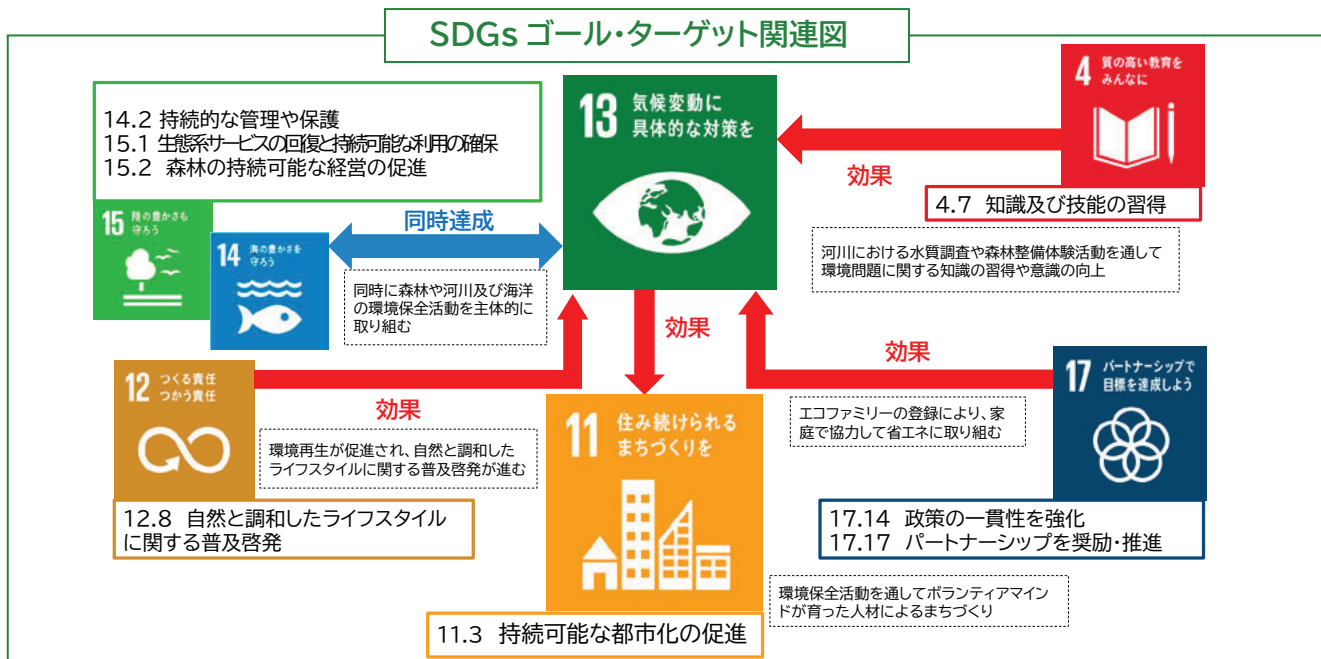 SDGs ゴール・ターゲット関連図
14.2 持続的な管理や保護
15.1 生態系サービスの回復と持続可能な利用の確保
15.2 森林の持続可能な経営の促進
15 陸の豊かさも
守ろう
14 海の豊かさを
守ろう
同時達成
同時に森林や河川及び海洋
の環境保全活動を主体的に
取り組む
13 気候変動に
具体的な対策を
効果
4 質の高い教育を
みんなに
4.7 知識及び技能の習得
河川における水質調査や森林整備体験活動を通して
環境問題に関する知識の習得や意識の向上
12 つくる責任
つかう責任
効果
環境再生が促進され、自然と調和した
ライフスタイルに関する普及啓発が進む
12.8 自然と調和したライフスタイル
に関する普及啓発
効果
11 住み続けられる
まちづくりを
11.3 持続可能な都市化の促進
環境保全活動を通してボランティアマイン
ドが育った人材によるまちづくり
効果
エコファミリーの登録により、家
庭で協力して省エネに取り組む
17 パートナーシップで
目標を達成しよう
17.14 政策の一貫性を強化
17.17 パートナーシップを奨励・推進